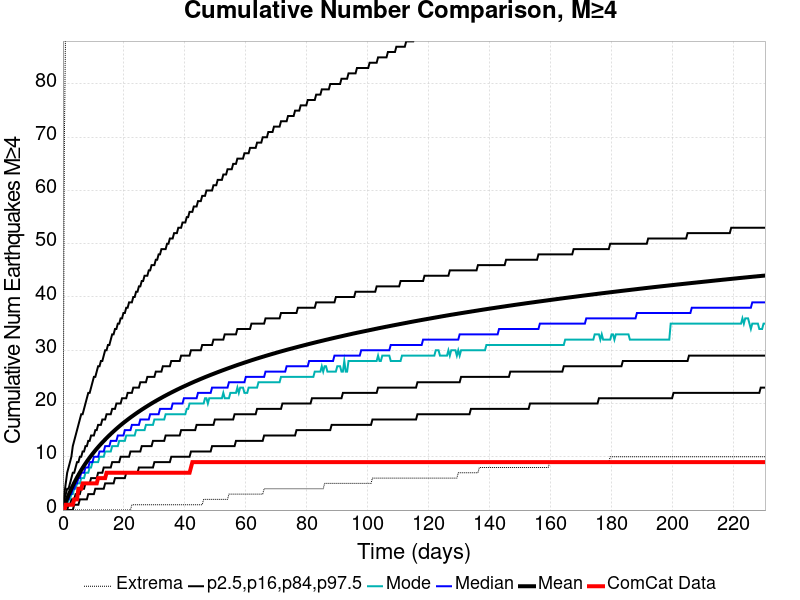 Cumulative Number Comparison, M≥4
Cumulative Num Earthquakes M≥4
80
70
60
50
40
30
20
10
0
0 20 40 60 80 100 120 140 160 180 200 220
Time (days)
Extrema p2.5,p16,p84,p97.5 Mode Median Mean ComCat Data